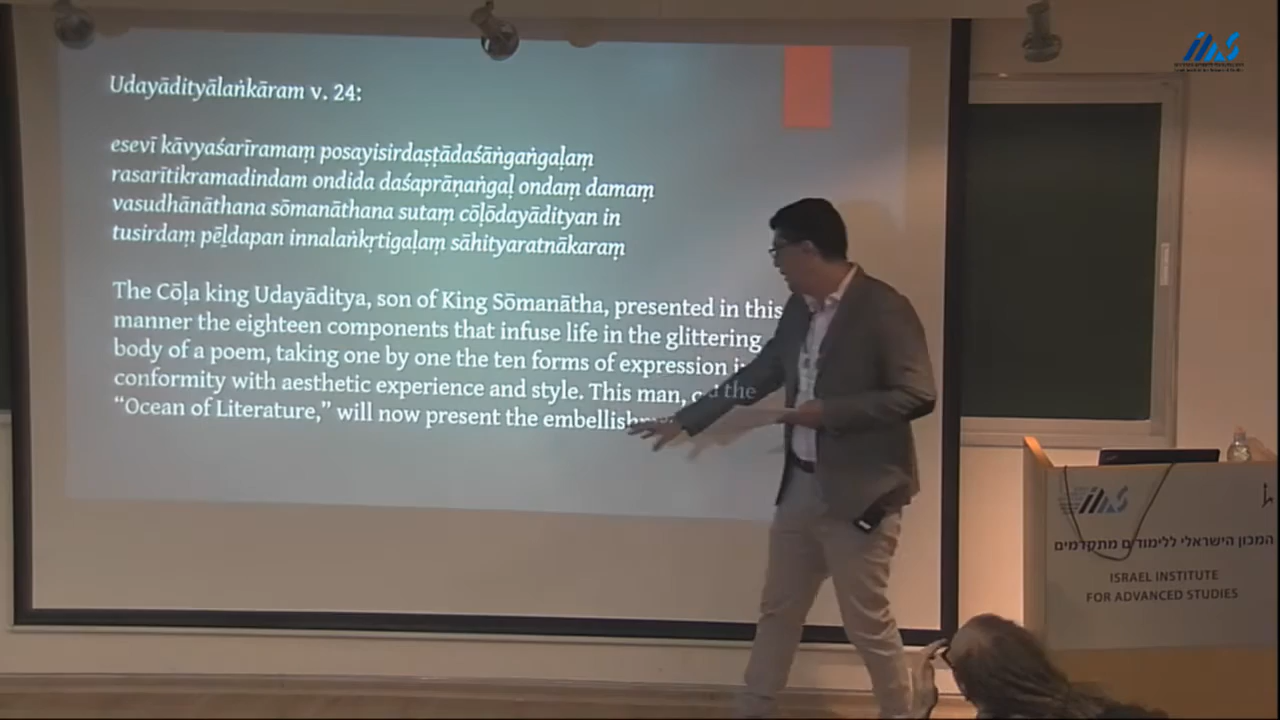 Udayādityālaṅkāram v. 24:
esevī kāvyaśarīramaṃ posayisirdaṣṭādaśāṅgaṅgaḷaṃ
rasarītikramadindam ondida daśaprāṇaṅgaḷ ondaṃ damaṃ
vasudhānāthana sōmanāthana sutaṃ cōḷōdayādityan in
tusirdaṃ pēḻdapan innalaṅkṛtigaḷaṃ sāhityaratnākaraṃ
The Cōḷa king Udayāditya, son of King Sōmanātha, presented in this
manner the eighteen components that infuse life in the glittering
body of a poem, taking one by one the ten forms of expression
conformity with aesthetic experience and style. This man, the
“Ocean of Literature,” will now present the
המכון הישראלי ללימודים מתקדמים
ISRAEL INSTITUTE
FOR ADVANCED STUDIES